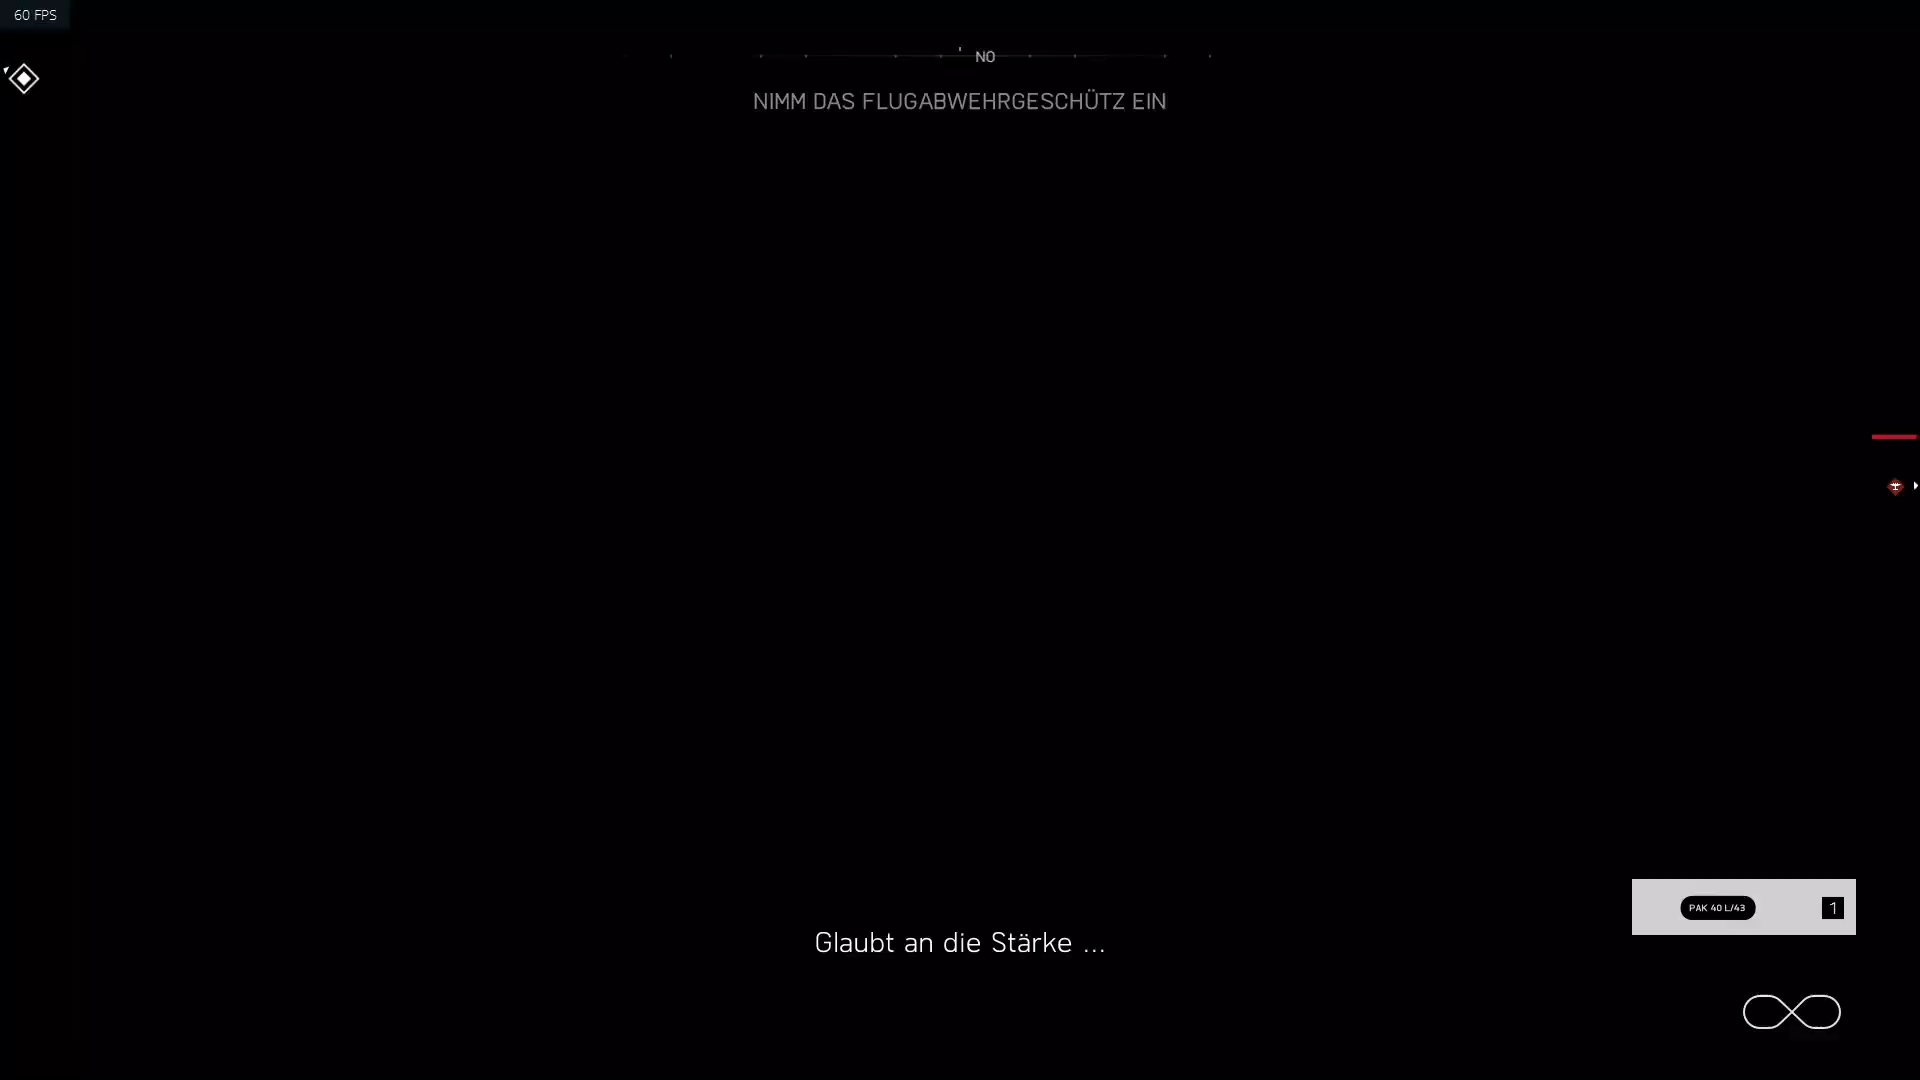 60 FPS
NO
NIMM DAS FLUGABWEHRGESCHÜTZ EIN
PAK 40 L/43
1
Glaubt an die Stärke ...